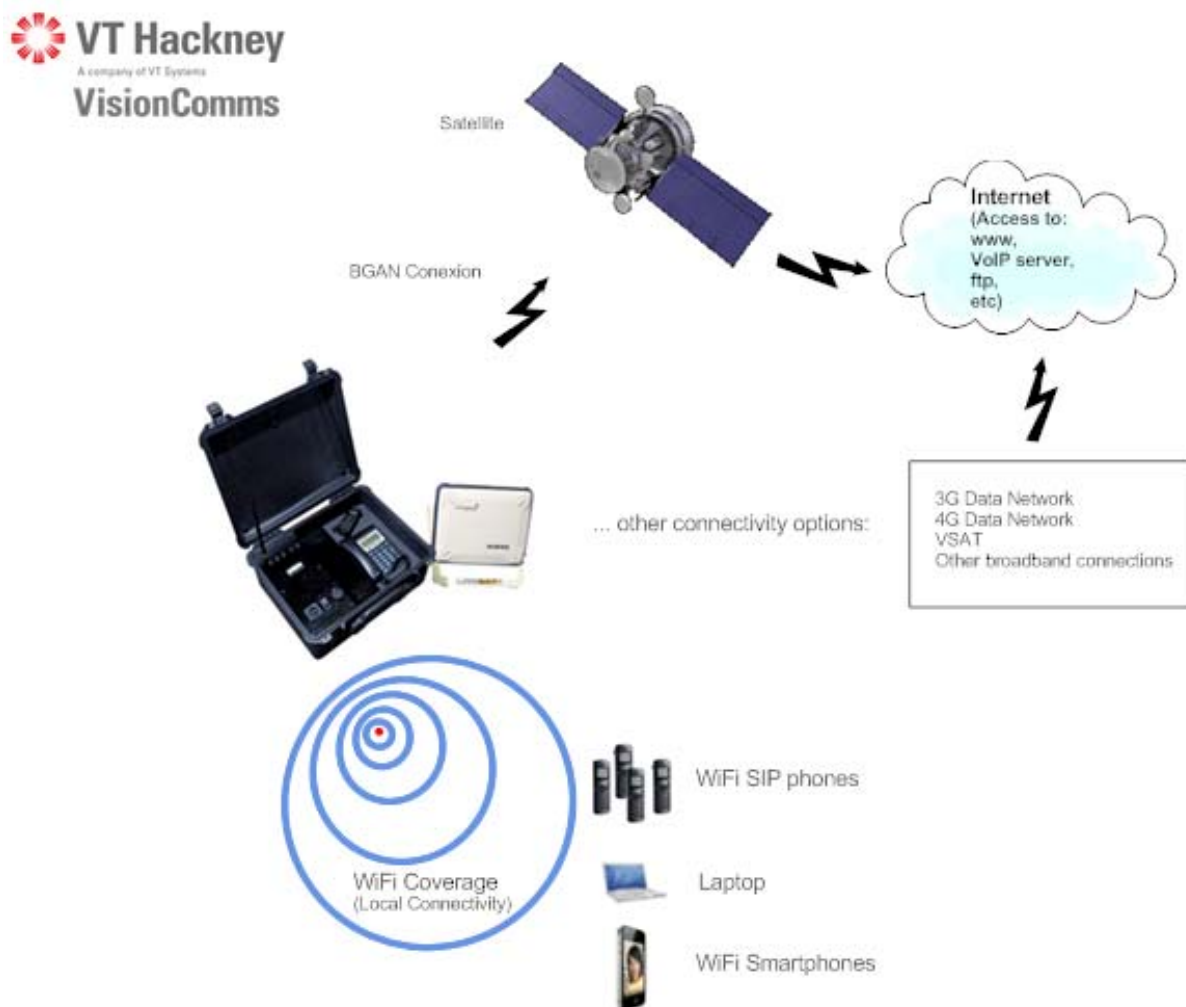 VT Hackney
A company of VT Systems
VisionComms
Satellite
Internet
(Access to:
www,
VoIP server,
ftp,
etc)
BGAN Conexion
... other connectivity options:
3G Data Network
4G Data Network
VSAT
Other broadband connections
WiFi SIP phones
WiFi Coverage
(Local Connectivity)
Laptop
WiFi Smartphones